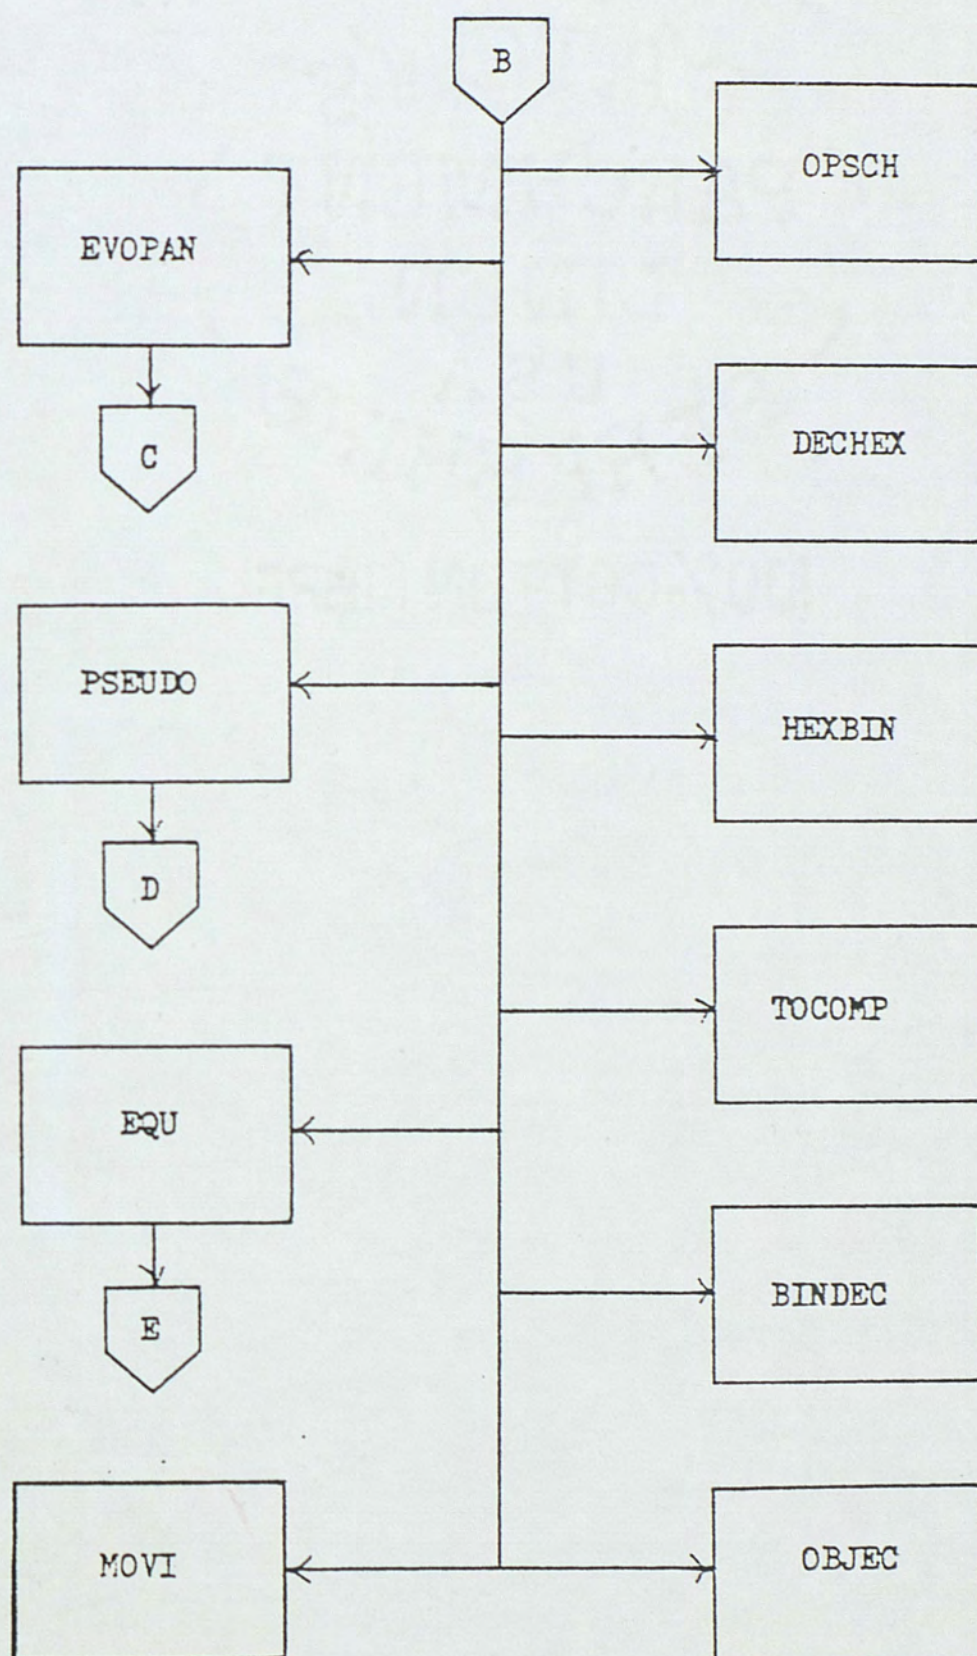 B
OPSCH
EVOPAN
C
DECHEX
PSEUDO
HEXBIN
D
TOCOMP
EQU
BINDEC
E
MOVI
OBJEC